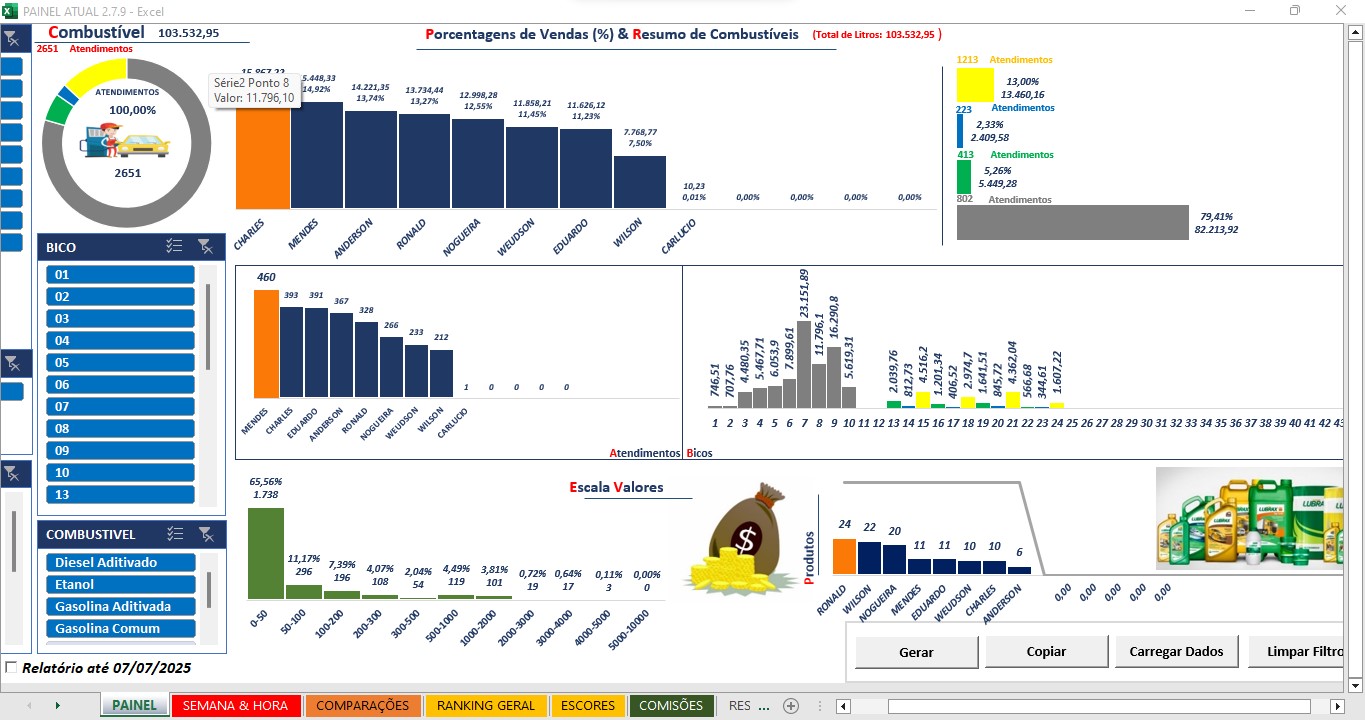 PAINEL ATUAL 2.7.9 - Excel
Combustível 103.532,95
2651 Atendimentos
ATENDIMENTOS
100,00%
2651
Porcentagens de Vendas (%) & Resumo de Combustíveis (Total de Litros: 103.532,95 )
Série2 Ponto 8
Valor: 11.796,10
5.448,33
14,92%
14.221,35
13,74%
13.734,44
13,27%
12.998,28
12,55%
11.858,21
11,45%
11.626,12
11,23%
7.768,77
7,50%
10,23
0,01%
0,00%
0,00%
0,00%
0,00%
CHARLES
MENDES
ANDERSON
RONALD
NOGUEIRA
WEUDSON
EDUARDO
WILSON
CARLUCIO
1213 Atendimentos
13,00%
13.460,16
223 Atendimentos
2,33%
2.409,58
413 Atendimentos
5,26%
5.449,28
802 Atendimentos
79,41%
82.213,92
BICO
01
02
03
04
05
06
07
08
09
10
13
460
393
391
367
328
266
233
212
1
0
0
0
0
MENDES
CHARLES
EDUARDO
ANDERSON
RONALD
NOGUEIRA
WEUDSON
WILSON
CARLUCIO
Atendimentos
746,51
707,76
4.480,35
5.467,71
6.053,9
7.899,61
23.151,89
11.796,1
16.290,8
5.619,31
2.039,76
812,73
4.516,2
1.201,34
406,52
2.974,7
1.641,51
845,72
4.362,04
566,68
344,61
1.607,22
1 2 3 4 5 6 7 8 9 10 13 14 15 16 17 18 19 20 21 22 23 24 25 26 27 28 29 30 31 32 33 34 35 36 37 38 39 40 41 42 43
Bicos
COMBUSTIVEL
Diesel Aditivado
Etanol
Gasolina Aditivada
Gasolina Comum
Escala Valores
65,56%
1.738
11,17%
296
7,39%
196
4,07%
108
2,04%
54
4,49%
119
3,81%
101
0,72%
19
0,64%
17
0,11%
3
0,00%
0
0-50
50-100
100-200
200-300
300-500
500-1000
1000-2000
2000-3000
3000-4000
4000-5000
5000-10000
$
Produtos
24
22
20
11
11
10
10
6
RONALD
WILSON
NOGUEIRA
MENDES
EDUARDO
WEUDSON
CHARLES
ANDERSON
0,00
0,00
0,00
0,00
0,00
LUBRAX
Gerar
Copiar
Carregar Dados
Limpar Filtro
Relatório até 07/07/2025
PAINEL
SEMANA & HORA
COMPARAÇÕES
RANKING GERAL
ESCORES
COMISÕES
RES ...